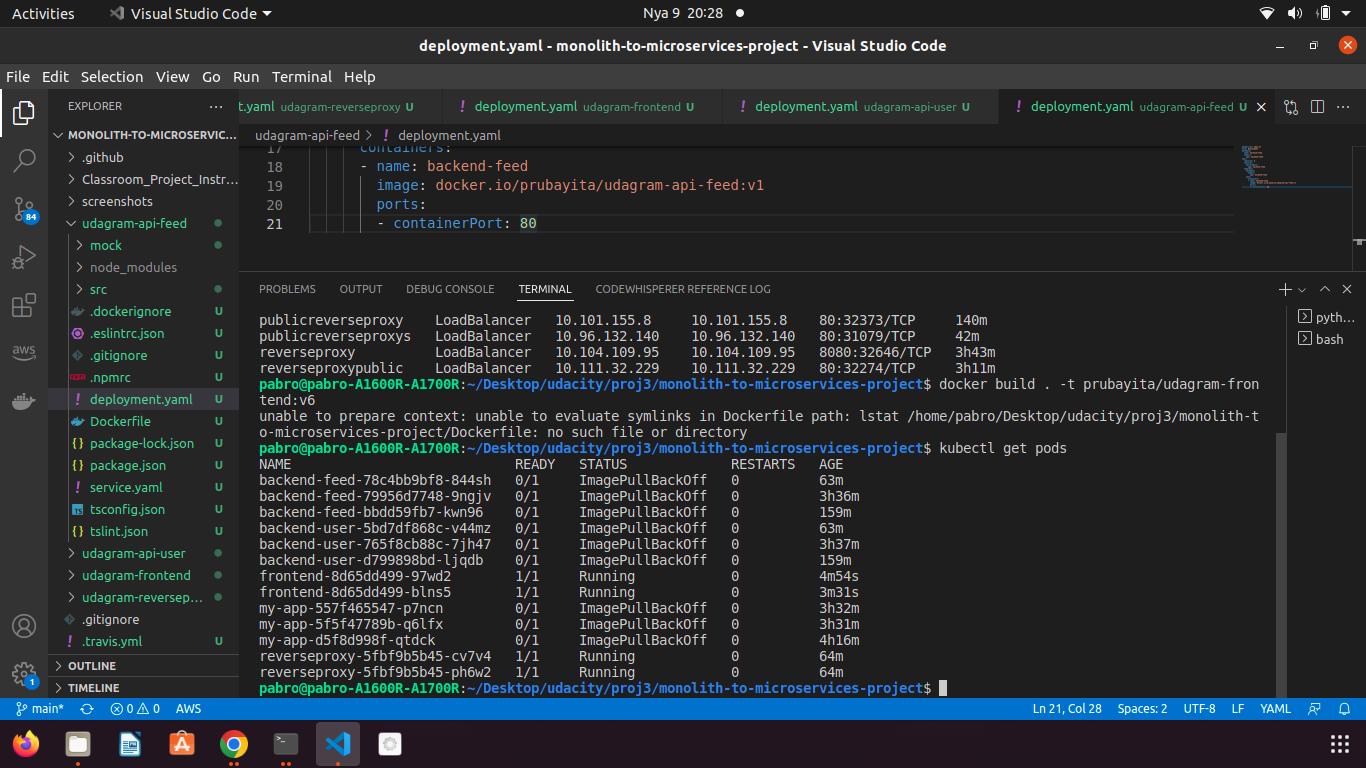 Activities
Visual Studio Code
Nya 9 20:28
deployment.yaml - monolith-to-microservices-project - Visual Studio Code
File Edit Selection View Go Run Terminal Help
EXPLORER
t.yaml udagram-reverseproxy U
! deployment.yaml udagram-frontend U
! deployment.yaml udagram-api-user U
! deployment.yaml udagram-api-feed U
MONOLITH-TO-MICROSERVIC...
.github
Classroom_Project_Instr...
screenshots
udagram-api-feed
mock
node_modules
src
.dockerignore U
.eslintrc.json U
.gitignore U
.npmrc U
! deployment.yaml U
Dockerfile U
package-lock.json U
package.json U
! service.yaml U
tsconfig.json U
tslint.json U
udagram-api-user
udagram-frontend
udagram-reversep...
.gitignore
! .travis.yml U
OUTLINE
TIMELINE
84
aws
1
udagram-api-feed > ! deployment.yaml
17 containers:
18 - name: backend-feed
19 image: docker.io/prubayita/udagram-api-feed:v1
20 ports:
21 - containerPort: 80
PROBLEMS OUTPUT DEBUG CONSOLE TERMINAL CODEWHISPERER REFERENCE LOG
pyth...
bash
publicreverseproxy LoadBalancer 10.101.155.8 10.101.155.8 80:32373/TCP 140m
publicreverseproxys LoadBalancer 10.96.132.140 10.96.132.140 80:31079/TCP 42m
reverseproxy LoadBalancer 10.104.109.95 10.104.109.95 8080:32646/TCP 3h43m
reverseproxypublic LoadBalancer 10.111.32.229 10.111.32.229 80:32274/TCP 3h11m
pabro@pabro-A1600R-A1700R:~/Desktop/udacity/proj3/monolith-to-microservices-project$ docker build . -t prubayita/udagram-fron
tend:v6
unable to prepare context: unable to evaluate symlinks in Dockerfile path: lstat /home/pabro/Desktop/udacity/proj3/monolith-t
o-microservices-project/Dockerfile: no such file or directory
pabro@pabro-A1600R-A1700R:~/Desktop/udacity/proj3/monolith-to-microservices-project$ kubectl get pods
NAME READY STATUS RESTARTS AGE
backend-feed-78c4bb9bf8-844sh 0/1 ImagePullBackOff 0 63m
backend-feed-79956d7748-9ngjv 0/1 ImagePullBackOff 0 3h36m
backend-feed-bbdd59fb7-kwn96 0/1 ImagePullBackOff 0 159m
backend-user-5bd7df868c-v44mz 0/1 ImagePullBackOff 0 63m
backend-user-765f8cb88c-7jh47 0/1 ImagePullBackOff 0 3h37m
backend-user-d799898bd-ljqdb 0/1 ImagePullBackOff 0 159m
frontend-8d65dd499-97wd2 1/1 Running 0 4m54s
frontend-8d65dd499-blns5 1/1 Running 0 3m31s
my-app-557f465547-p7ncn 0/1 ImagePullBackOff 0 3h32m
my-app-5f5f47789b-q6lfx 0/1 ImagePullBackOff 0 3h31m
my-app-d5f8d998f-qtdck 0/1 ImagePullBackOff 0 4h16m
reverseproxy-5fbf9b5b45-cv7v4 1/1 Running 0 64m
reverseproxy-5fbf9b5b45-ph6w2 1/1 Running 0 64m
pabro@pabro-A1600R-A1700R:~/Desktop/udacity/proj3/monolith-to-microservices-project$
main* 0 0 AWS
Ln 21, Col 28 Spaces: 2 UTF-8 LF YAML